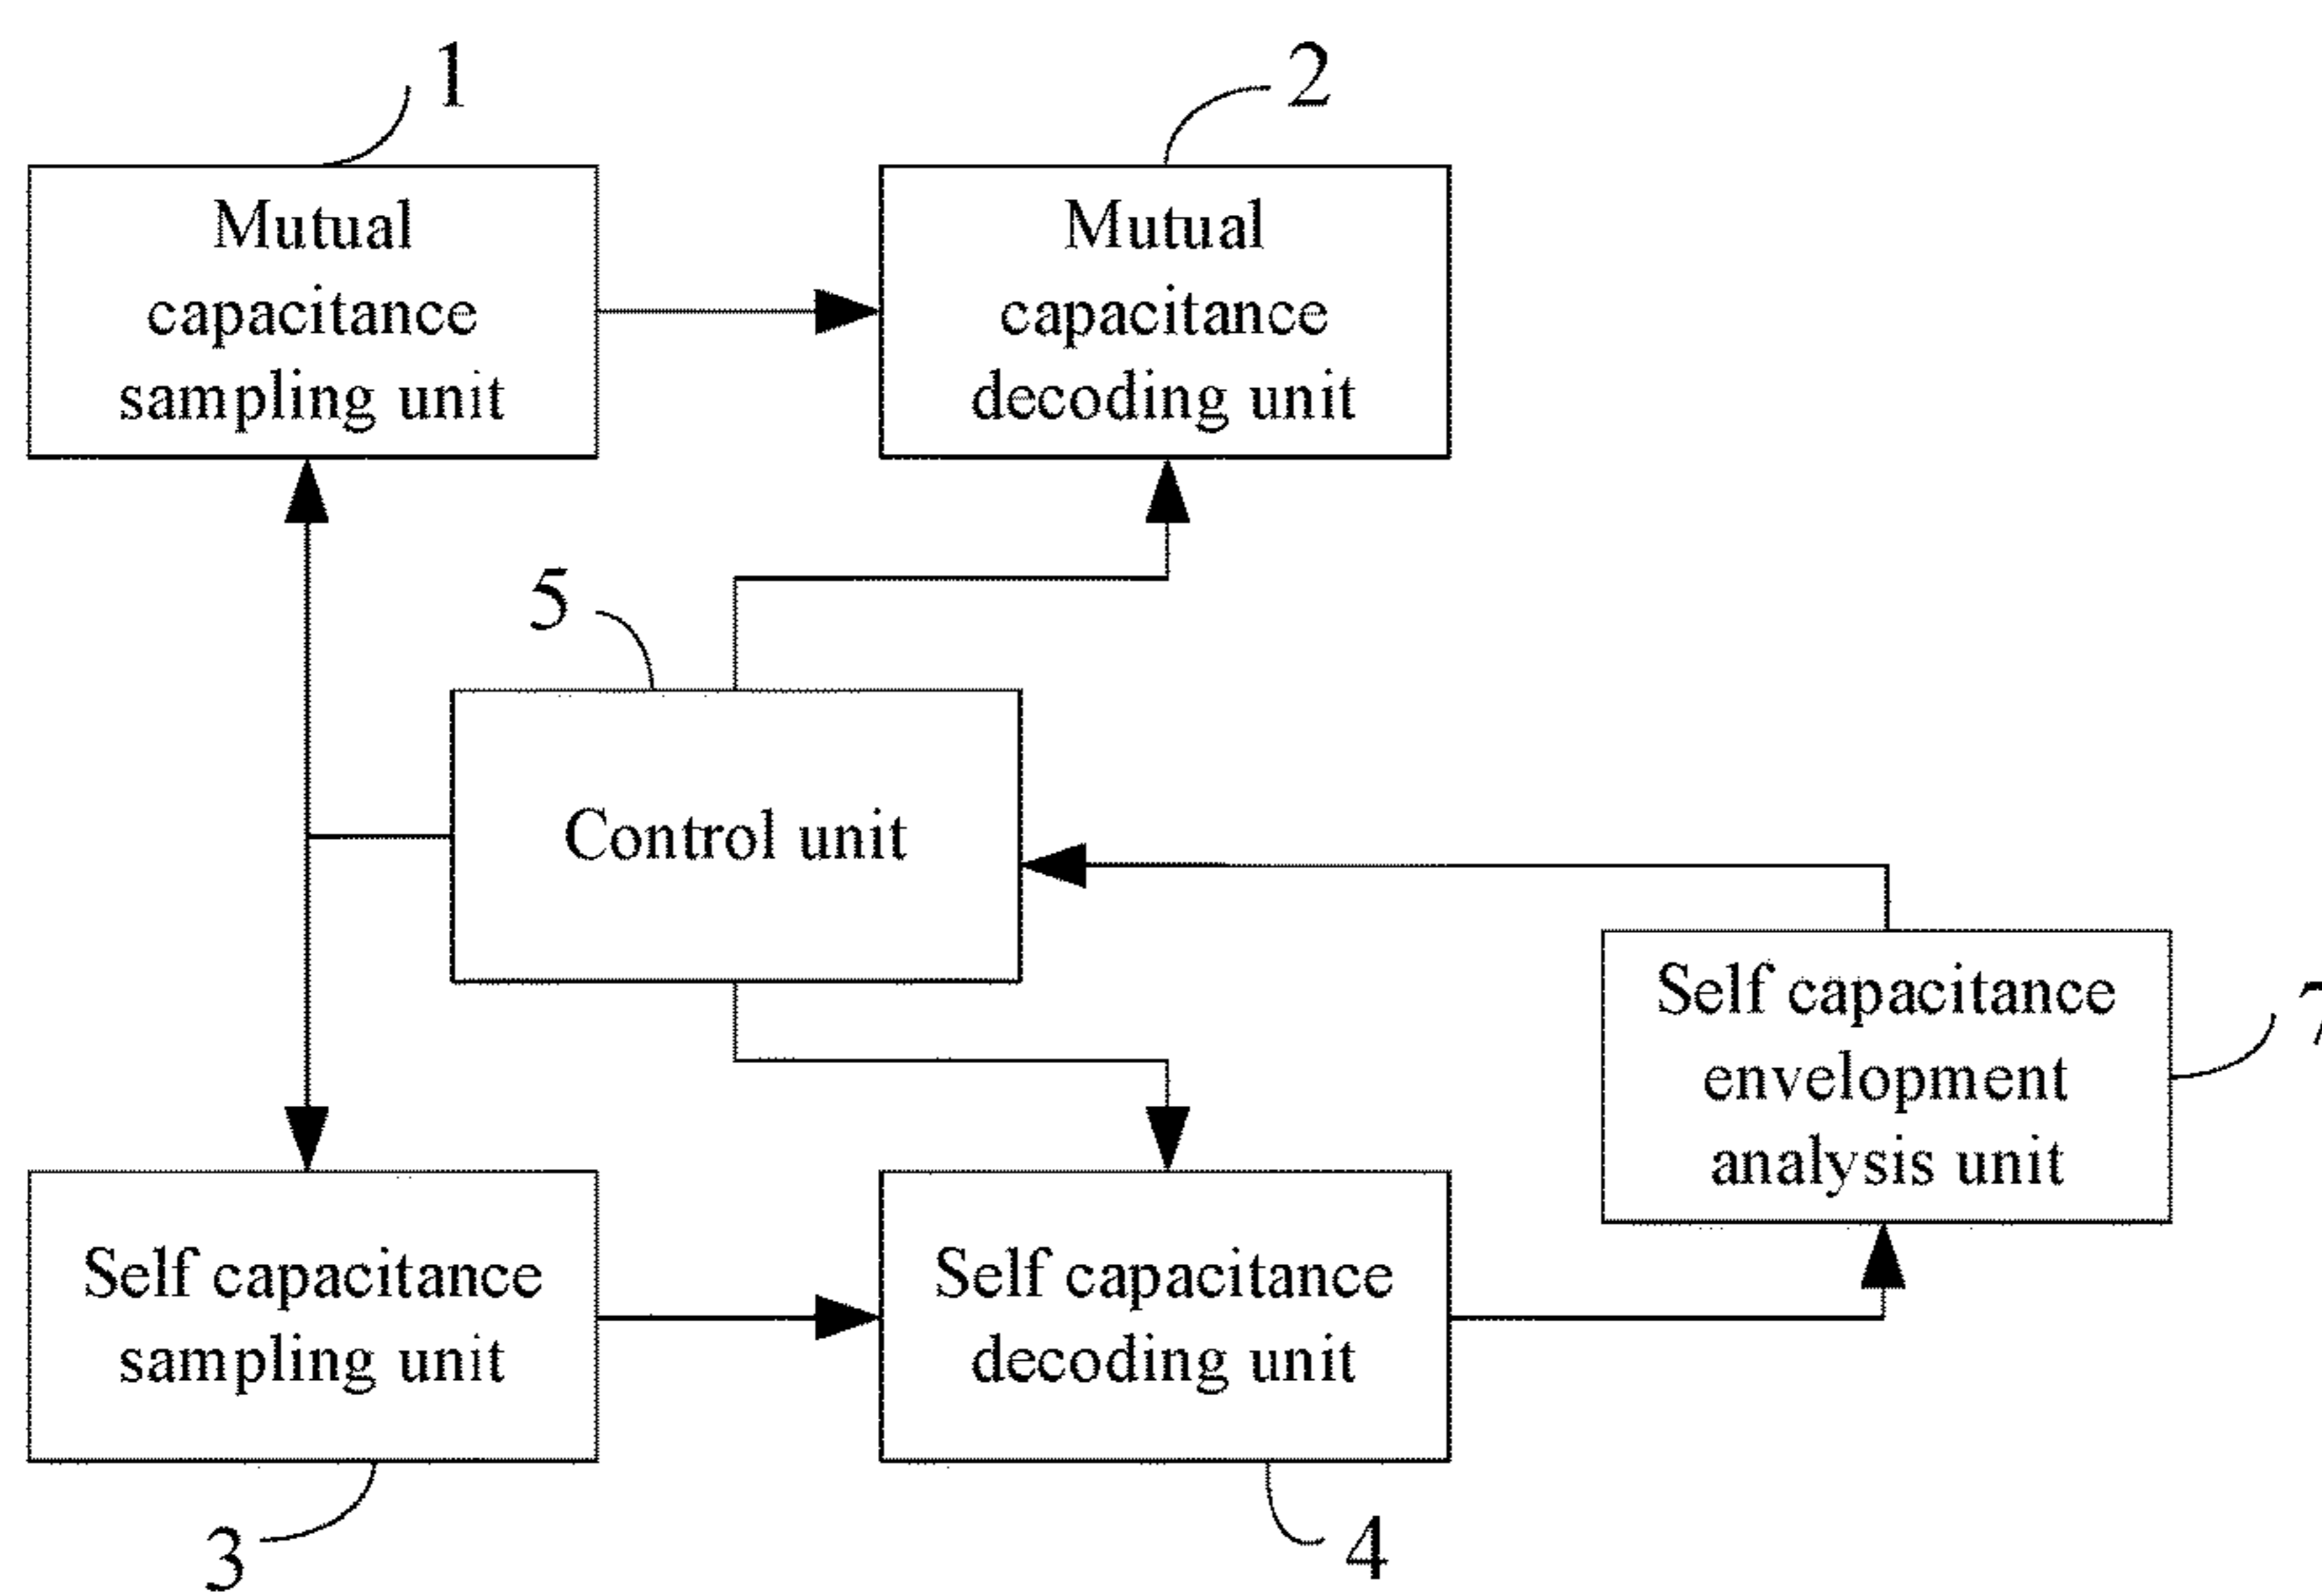 1
2
Mutual
capacitance
sampling unit
Mutual
capacitance
decoding unit
5
Control unit
Self capacitance
envelopment
analysis unit
7
Self capacitance
sampling unit
Self capacitance
decoding unit
3
4